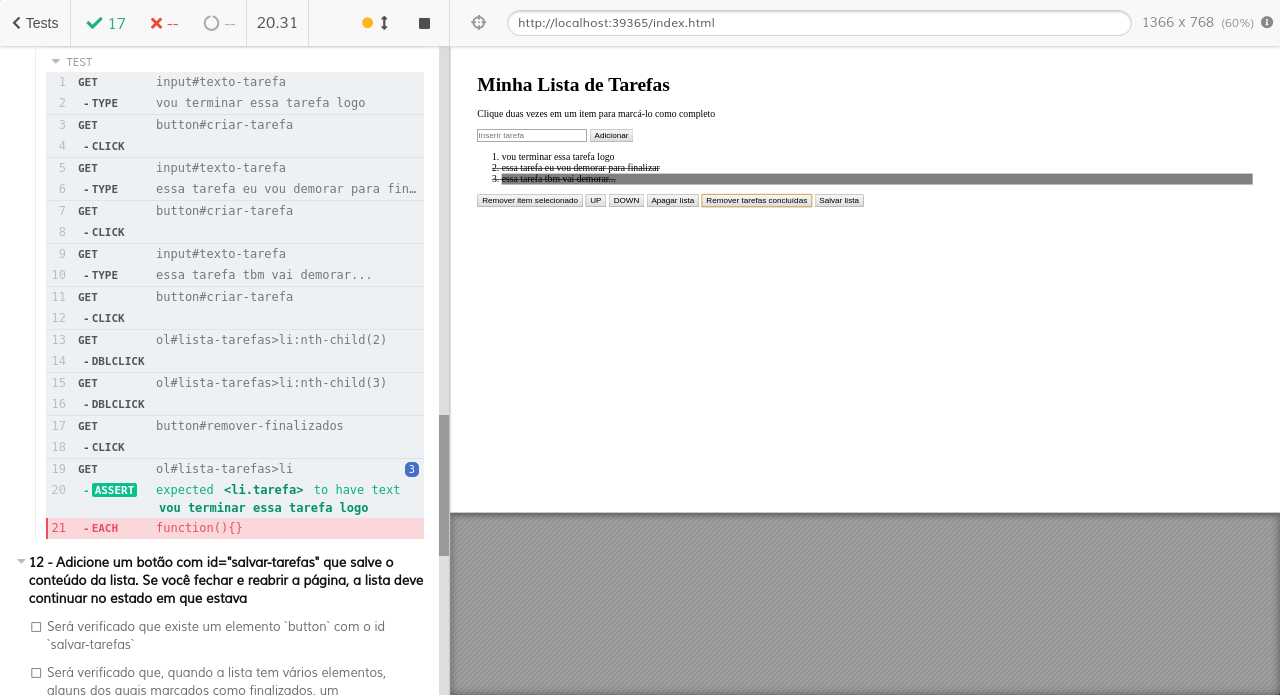 Tests
17
--
--
20.31
http://localhost:39365/index.html
1366 x 768 (60%)
TEST
1 GET input#texto-tarefa
2 -TYPE vou terminar essa tarefa logo
3 GET button#criar-tarefa
4 -CLICK
5 GET input#texto-tarefa
6 -TYPE essa tarefa eu vou demorar para fin…
7 GET button#criar-tarefa
8 -CLICK
9 GET input#texto-tarefa
10 -TYPE essa tarefa tbm vai demorar...
11 GET button#criar-tarefa
12 -CLICK
13 GET ol#lista-tarefas>li:nth-child(2)
14 -DBLCLICK
15 GET ol#lista-tarefas>li:nth-child(3)
16 -DBLCLICK
17 GET button#remover-finalizados
18 -CLICK
19 GET ol#lista-tarefas>li 3
20 -ASSERT expected <li.tarefa> to have text
vou terminar essa tarefa logo
21 -EACH function(){}
12 - Adicione um botão com id="salvar-tarefas" que salve o
conteúdo da lista. Se você fechar e reabrir a página, a lista deve
continuar no estado em que estava
Será verificado que existe um elemento `button` com o id
`salvar-tarefas`
Será verificado que, quando a lista tem vários elementos,
alguns dos quais marcados como finalizados, um
Minha Lista de Tarefas
Clique duas vezes em um item para marcá-lo como completo
Inserir tarefa Adicionar
1. vou terminar essa tarefa logo
2. essa tarefa eu vou demorar para finalizar
3. essa tarefa tbm vai demorar...
Remover item selecionado UP DOWN Apagar lista Remover tarefas concluídas Salvar lista